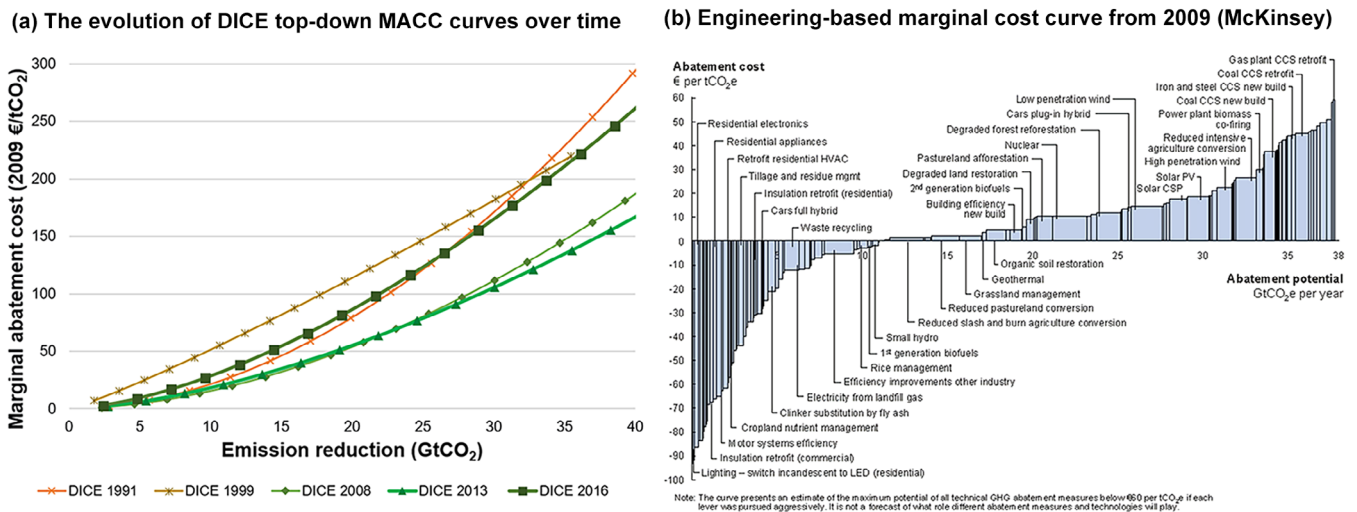 (a) The evolution of DICE top-down MACC curves over time
Marginal abatement cost (2009 €/tCO₂)
300
250
200
150
100
50
0
0 5 10 15 20 25 30 35 40
Emission reduction (GtCO₂)
DICE 1991 DICE 1999 DICE 2008 DICE 2013 DICE 2016
(b) Engineering-based marginal cost curve from 2009 (McKinsey)
Abatement cost
€ per tCO₂e
60
50
40
30
20
10
0
-10
-20
-30
-40
-50
-60
-70
-80
-90
-100
Gas plant CCS retrofit
Coal CCS retrofit
Iron and steel CCS new build
Coal CCS new build
Power plant biomass
co-firing
Reduced intensive
agriculture conversion
High penetration wind
Solar PV
Solar CSP
Low penetration wind
Cars plug-in hybrid
Degraded forest reforestation
Nuclear
Pastureland afforestation
Degraded land restoration
2nd generation biofuels
Building efficiency
new build
Residential electronics
Residential appliances
Retrofit residential HVAC
Tillage and residue mgmt
Insulation retrofit (residential)
Cars full hybrid
Waste recycling
5 10 15 20 25 30 35 38
Abatement potential
GtCO₂e per year
Organic soil restoration
Geothermal
Grassland management
Reduced pastureland conversion
Reduced slash and burn agriculture conversion
Small hydro
1st generation biofuels
Rice management
Efficiency improvements other industry
Electricity from landfill gas
Clinker substitution by fly ash
Cropland nutrient management
Motor systems efficiency
Insulation retrofit (commercial)
Lighting – switch incandescent to LED (residential)
Note: The curve presents an estimate of the maximum potential of all technical GHG abatement measures below €60 per tCO₂e if each
lever was pursued aggressively. It is not a forecast of what role different abatement measures and technologies will play.